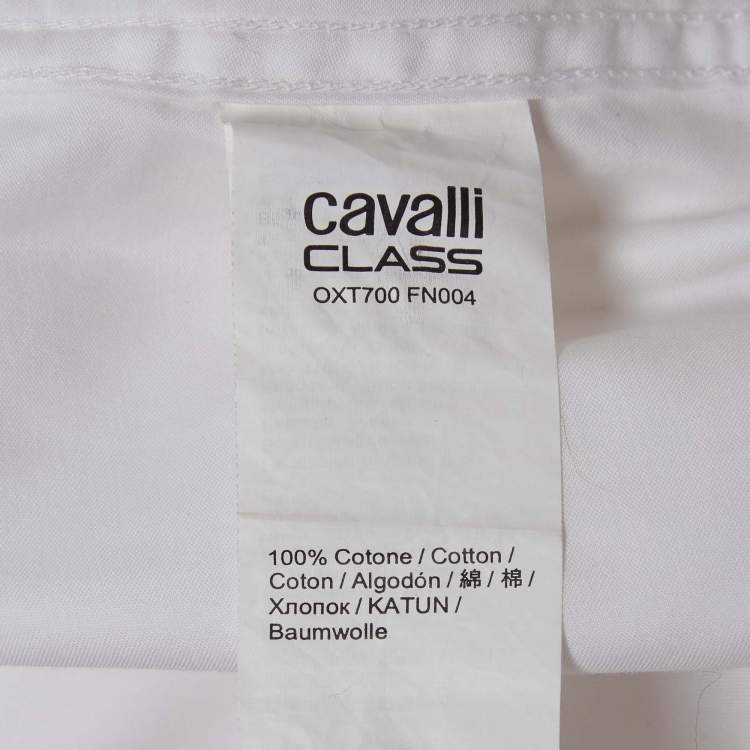 cavalli
CLASS
OXT700 FN004
100% Cotone / Cotton /
Coton / Algodón / 綿 / 棉 /
Хлопок / KATUN /
Baumwolle